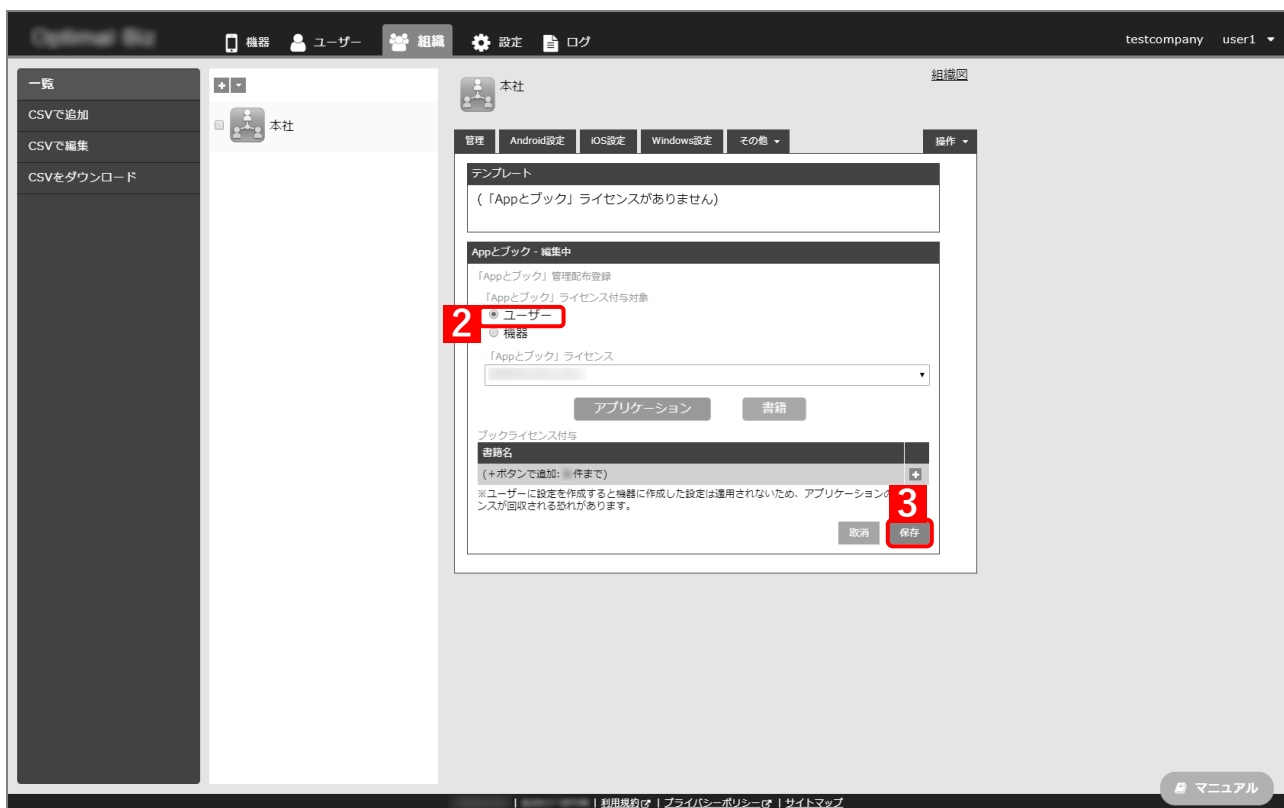 機器
ユーザー
組織
設定
ログ
testcompany user1
一覧
CSVで追加
CSVで編集
CSVをダウンロード
本社
本社
組織図
管理
Android設定
iOS設定
Windows設定
その他
操作
テンプレート
(「Appとブック」ライセンスがありません)
Appとブック - 編集中
「Appとブック」管理配布登録
「Appとブック」ライセンス付与対象
2
ユーザー
機器
「Appとブック」ライセンス
アプリケーション
書籍
ブックライセンス付与
書籍名
(+ボタンで追加: 件まで)
※ユーザーに設定を作成すると機器に作成した設定は適用されないため、アプリケーションの
ンスが回収される恐れがあります。
3
取消
保存
マニュアル
| | 利用規約 | プライバシーポリシー | サイトマップ